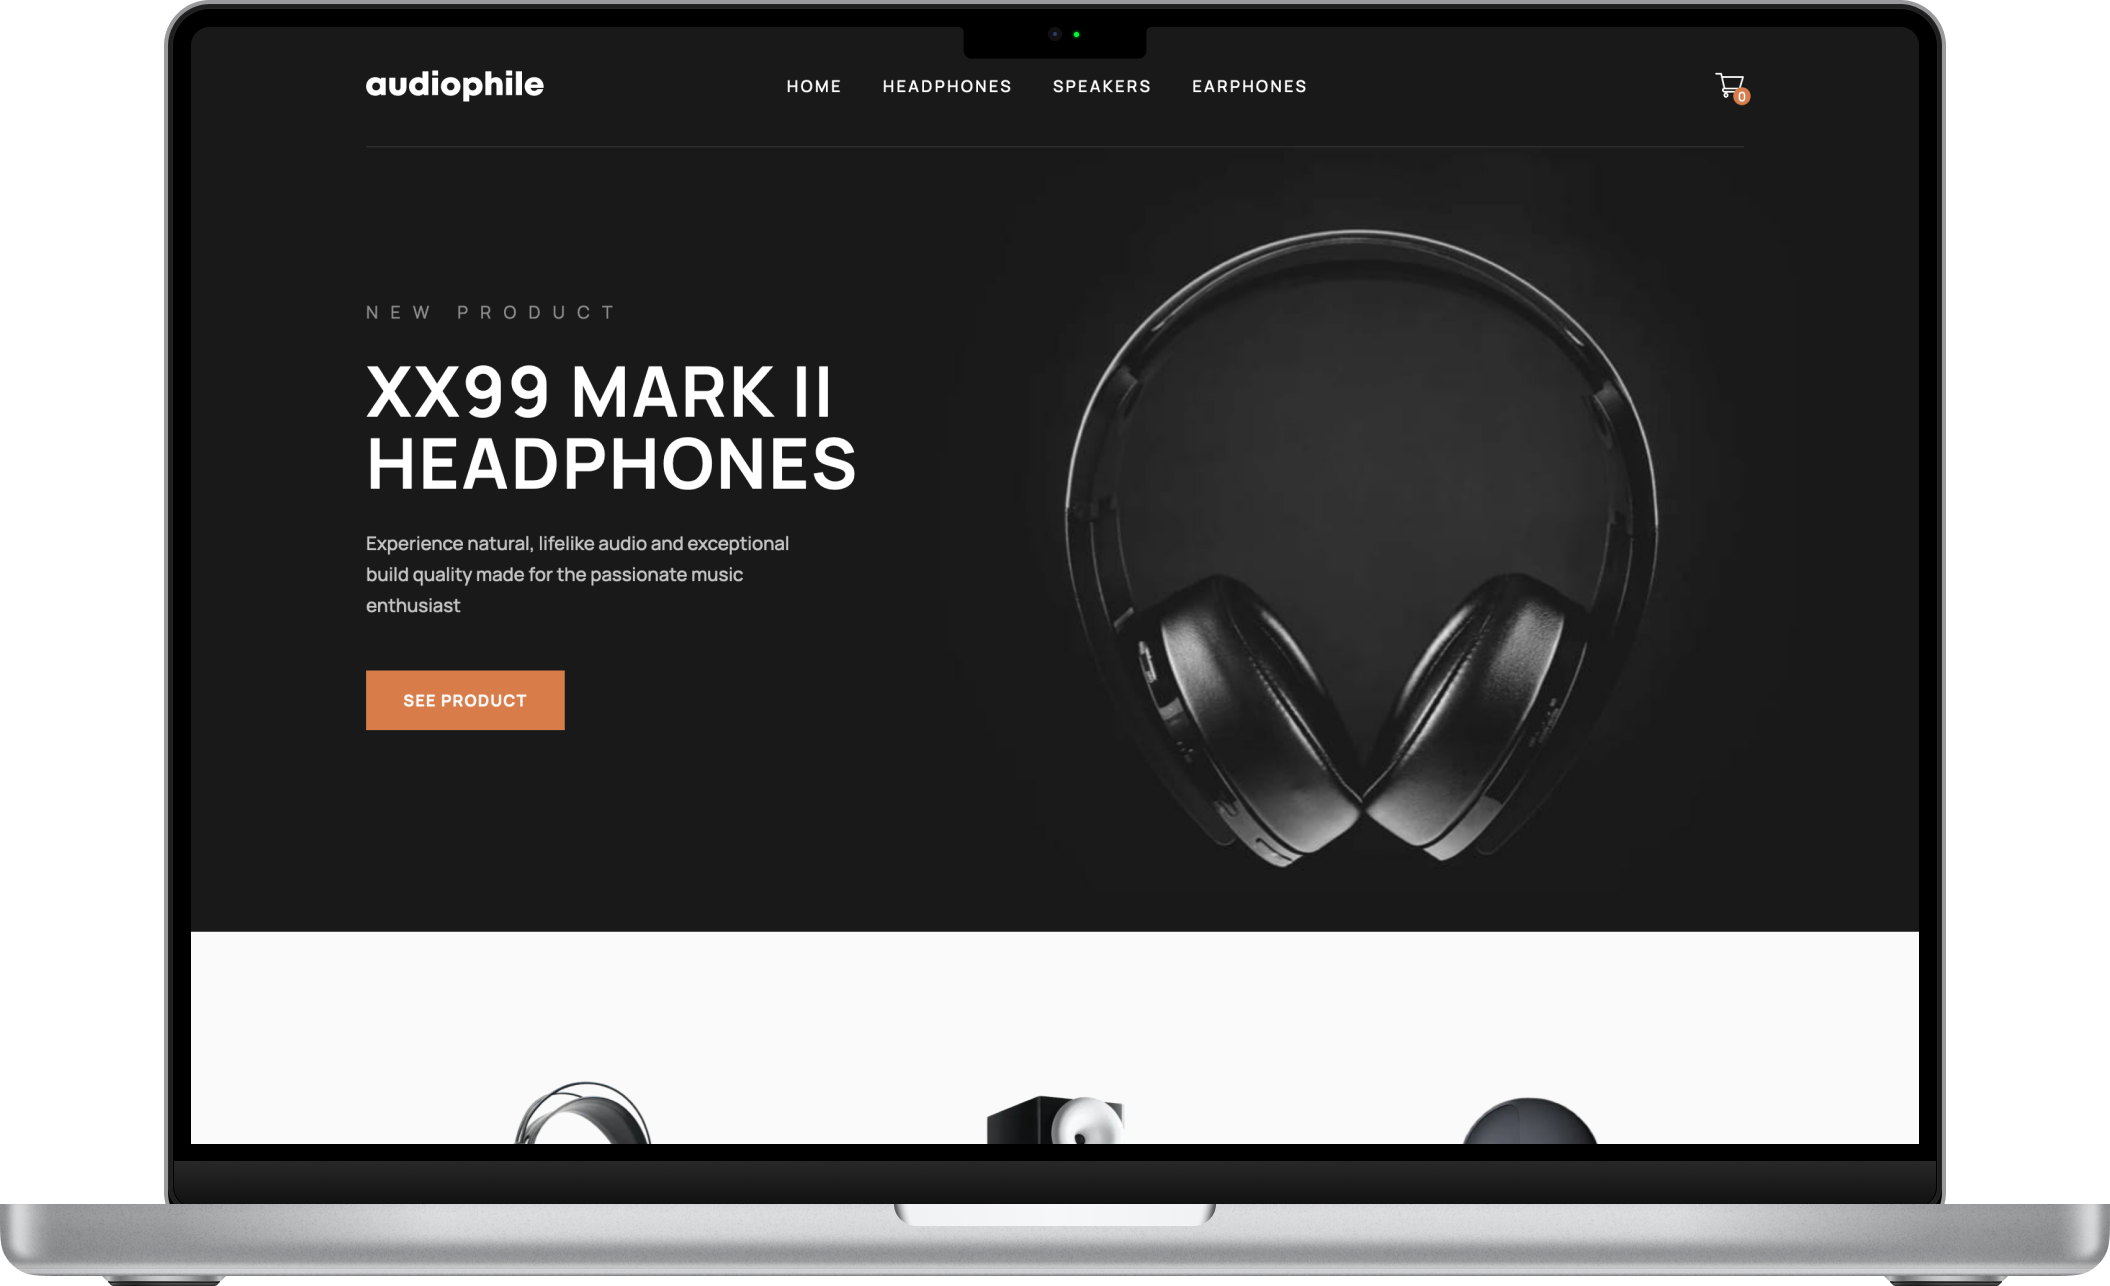 audiophile
HOME HEADPHONES SPEAKERS EARPHONES
0
NEW PRODUCT
XX99 MARK II
HEADPHONES
Experience natural, lifelike audio and exceptional
build quality made for the passionate music
enthusiast
SEE PRODUCT